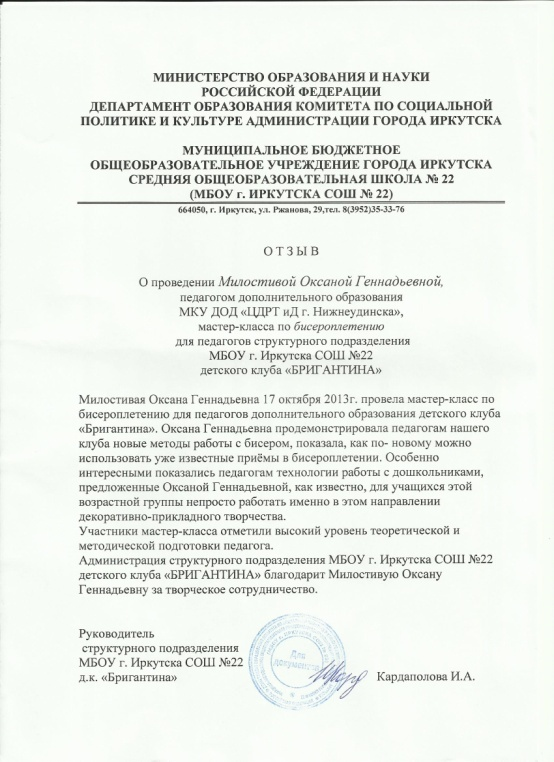 МИНИСТЕРСТВО ОБРАЗОВАНИЯ И НАУКИ
РОССИЙСКОЙ ФЕДЕРАЦИИ
ДЕПАРТАМЕНТ ОБРАЗОВАНИЯ КОМИТЕТА ПО СОЦИАЛЬНОЙ
ПОЛИТИКЕ И КУЛЬТУРЕ АДМИНИСТРАЦИИ ГОРОДА ИРКУТСКА
МУНИЦИПАЛЬНОЕ БЮДЖЕТНОЕ
ОБЩЕОБРАЗОВАТЕЛЬНОЕ УЧРЕЖДЕНИЕ ГОРОДА ИРКУТСКА
СРЕДНЯЯ ОБЩЕОБРАЗОВАТЕЛЬНАЯ ШКОЛА № 22
(МБОУ г. ИРКУТСКА СОШ № 22)
664050, г. Иркутск, ул. Ржанова, 29,тел. 8(3952)35-33-76
О Т З Ы В
О проведении Милостивой Оксаной Геннадьевной,
педагогом дополнительного образования
МКУ ДОД «ЦДРТ иД г. Нижнеудинска»,
мастер-класса по бисероплетению
для педагогов структурного подразделения
МБОУ г. Иркутска СОШ №22
детского клуба «БРИГАНТИНА»
Милостивая Оксана Геннадьевна 17 октября 2013г. провела мастер-класс по
бисероплетению для педагогов дополнительного образования детского клуба
«Бригантина». Оксана Геннадьевна продемонстрировала педагогам нашего
клуба новые методы работы с бисером, показала, как по- новому можно
использовать уже известные приёмы в бисероплетении. Особенно
интересными показались педагогам технологии работы с дошкольниками,
предложенные Оксаной Геннадьевной, как известно, для учащихся этой
возрастной группы непросто работать именно в этом направлении
декоративно-прикладного творчества.
Участники мастер-класса отметили высокий уровень теоретической и
методической подготовки педагога.
Администрация структурного подразделения МБОУ г. Иркутска СОШ №22
детского клуба «БРИГАНТИНА» благодарит Милостивую Оксану
Геннадьевну за творческое сотрудничество.
Руководитель
структурного подразделения
МБОУ г. Иркутска СОШ №22
д.к. «Бригантина» Кардаполова И.А.
Для
документов